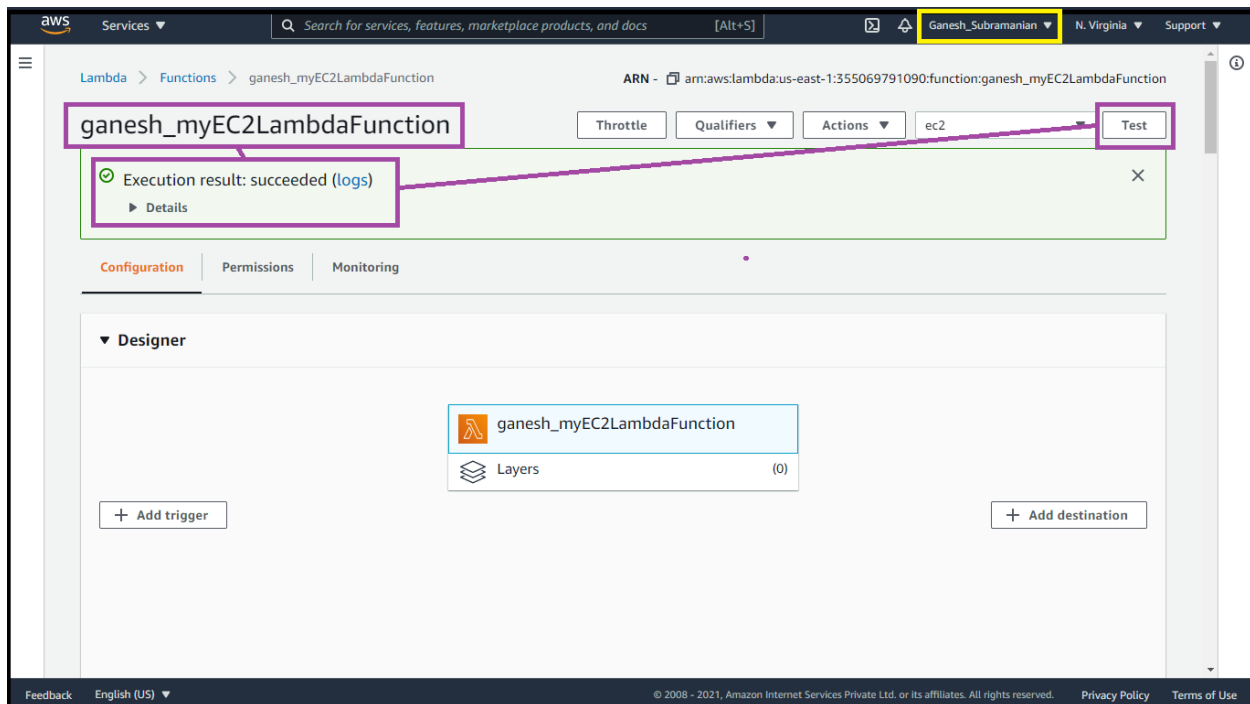 aws Services ▼ Search for services, features, marketplace products, and docs [Alt+S] Ganesh_Subramanian ▼ N. Virginia ▼ Support ▼
Lambda > Functions > ganesh_myEC2LambdaFunction ARN - arn:aws:lambda:us-east-1:355069791090:function:ganesh_myEC2LambdaFunction
ganesh_myEC2LambdaFunction Throttle Qualifiers ▼ Actions ▼ ec2 ▼ Test
Execution result: succeeded (logs)
▶ Details
Configuration Permissions Monitoring
▼ Designer
ganesh_myEC2LambdaFunction
Layers (0)
+ Add trigger + Add destination
Feedback English (US) ▼ © 2008 - 2021, Amazon Internet Services Private Ltd. or its affiliates. All rights reserved. Privacy Policy Terms of Use